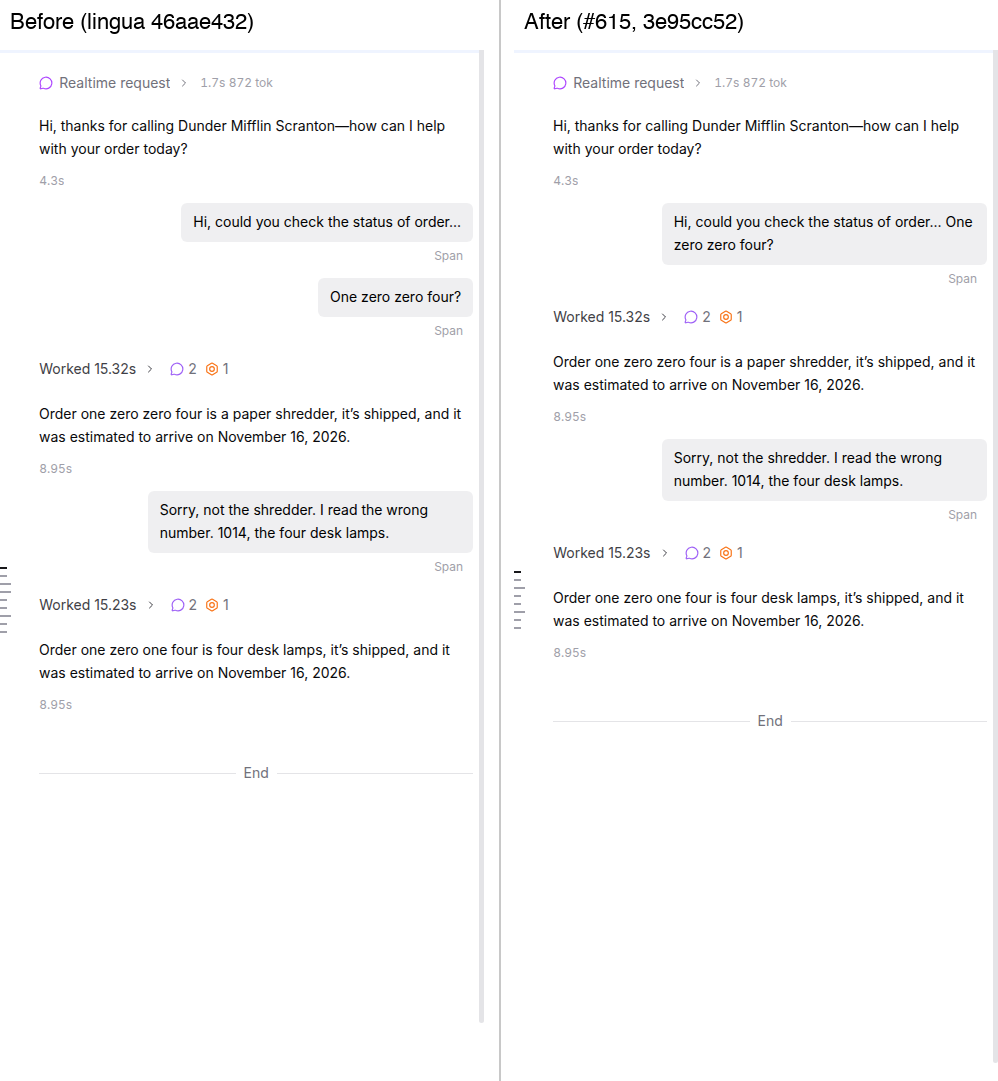 Before (lingua 46aae432)
Realtime request 1.7s 872 tok
Hi, thanks for calling Dunder Mifflin Scranton—how can I help
with your order today?
4.3s
Hi, could you check the status of order...
Span
One zero zero four?
Span
Worked 15.32s 2 1
Order one zero zero four is a paper shredder, it’s shipped, and it
was estimated to arrive on November 16, 2026.
8.95s
Sorry, not the shredder. I read the wrong
number. 1014, the four desk lamps.
Span
Worked 15.23s 2 1
Order one zero one four is four desk lamps, it’s shipped, and it
was estimated to arrive on November 16, 2026.
8.95s
End
After (#615, 3e95cc52)
Realtime request 1.7s 872 tok
Hi, thanks for calling Dunder Mifflin Scranton—how can I help
with your order today?
4.3s
Hi, could you check the status of order... One
zero zero four?
Span
Worked 15.32s 2 1
Order one zero zero four is a paper shredder, it’s shipped, and it
was estimated to arrive on November 16, 2026.
8.95s
Sorry, not the shredder. I read the wrong
number. 1014, the four desk lamps.
Span
Worked 15.23s 2 1
Order one zero one four is four desk lamps, it’s shipped, and it
was estimated to arrive on November 16, 2026.
8.95s
End